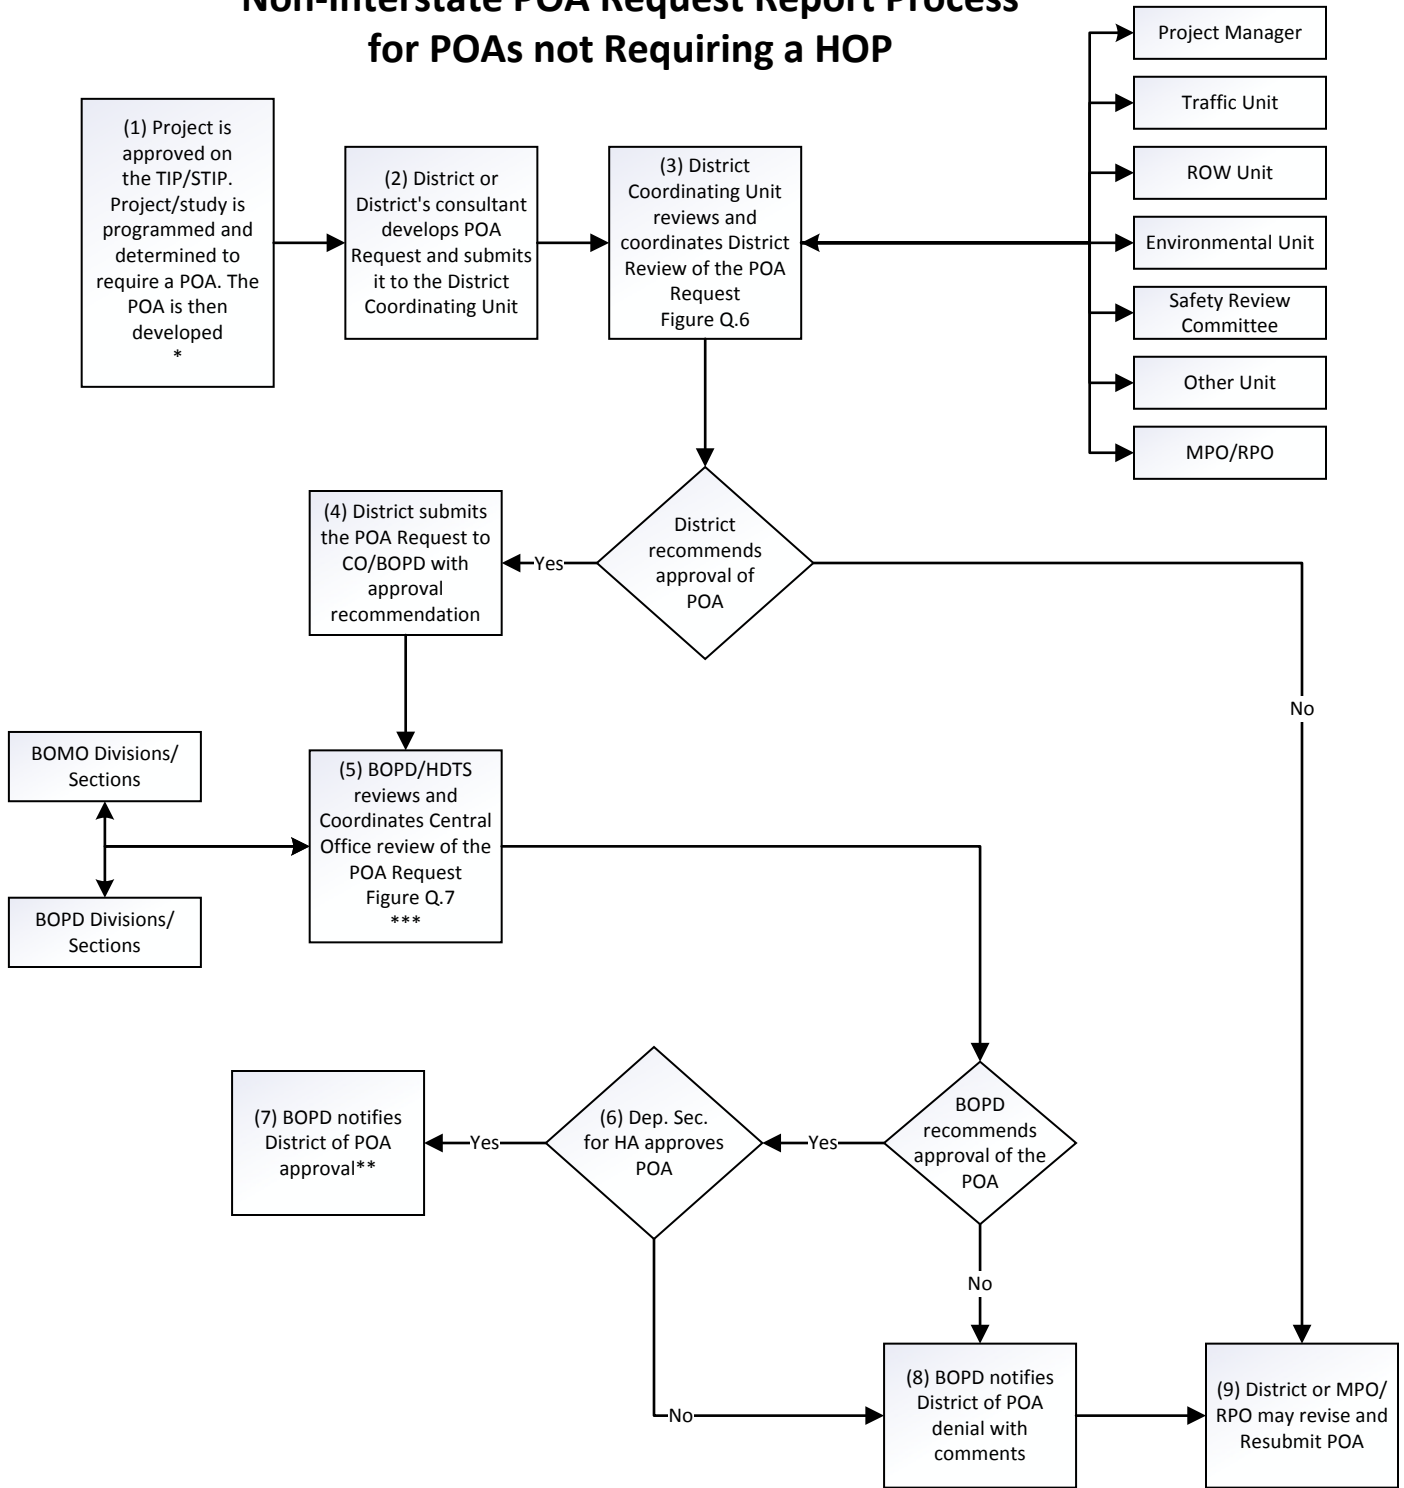 Non-Interstate POA Request Report Process
for POAs not Requiring a HOP
Project Manager
Traffic Unit
ROW Unit
Environmental Unit
Safety Review
Committee
Other Unit
MPO/RPO
(1) Project is
approved on
the TIP/STIP.
Project/study is
programmed and
determined to
require a POA. The
POA is then
developed
*
(2) District or
District's consultant
develops POA
Request and submits
it to the District
Coordinating Unit
(3) District
Coordinating Unit
reviews and
coordinates District
Review of the POA
Request
Figure Q.6
(4) District submits
the POA Request to
CO/BOPD with
approval
recommendation
Yes
District
recommends
approval of
POA
No
BOMO Divisions/
Sections
BOPD Divisions/
Sections
(5) BOPD/HDTS
reviews and
Coordinates Central
Office review of the
POA Request
Figure Q.7
***
(7) BOPD notifies
District of POA
approval**
Yes
(6) Dep. Sec.
for HA approves
POA
Yes
BOPD
recommends
approval of the
POA
No
No
(8) BOPD notifies
District of POA
denial with
comments
(9) District or MPO/
RPO may revise and
Resubmit POA